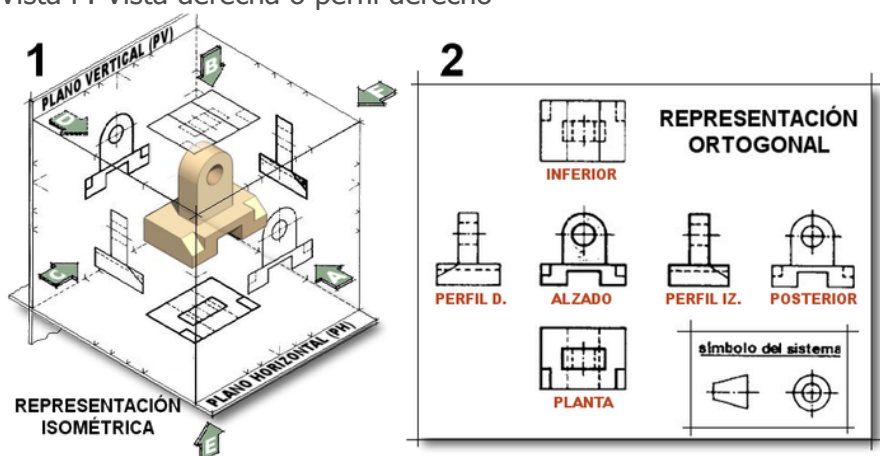 1
PLANO VERTICAL (PV)
B
F
D
C
A
PLANO HORIZONTAL (PH)
REPRESENTACIÓN
ISOMÉTRICA
E
2
REPRESENTACIÓN
ORTOGONAL
INFERIOR
PERFIL D.
ALZADO
PERFIL IZ.
POSTERIOR
PLANTA
símbolo del sistema